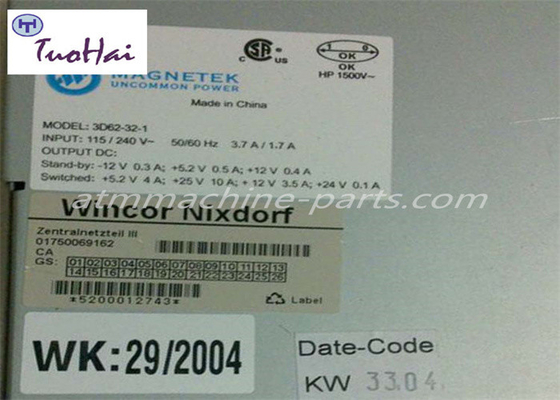 TH
TuoHai
MAGNETEK
UNCOMMON POWER
C US
1 0
OK
OK
HP 1500V~
Made in China
MODEL: 3D62-32-1
INPUT: 115 / 240 V~ 50/60 Hz 3.7 A / 1.7 A
OUTPUT DC:
Stand-by: -12 V 0.3 A; +5.2 V 0.5 A; +12 V 0.4 A
Switched: +5.2 V 4 A; +25 V 10 A; + 12 V 3.5 A; +24 V 0.1 A
atmmachine-parts.com
Wincor Nixdorf
Zentralnetzteil III
01750069162
CA
GS: 01 02 03 04 05 06 07 08 09 10 11 12 13
14 15 16 17 18 19 20 21 22 23 24 25 26
*5200012743*
Label
WK:29/2004
Date-Code
KW 3304